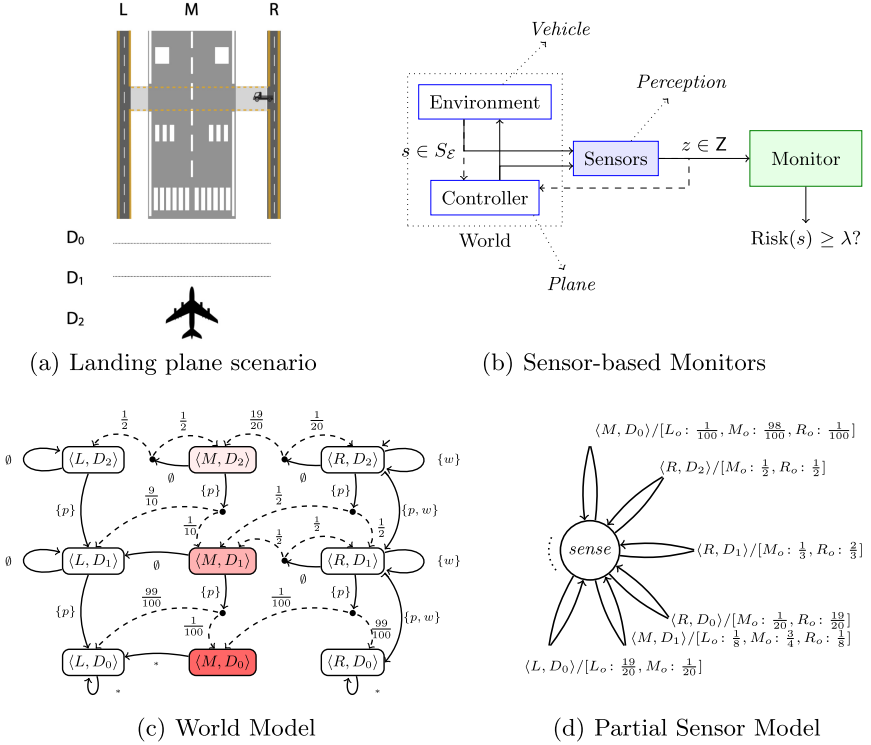 L M R
D₀
D₁
D₂
(a) Landing plane scenario
Vehicle
Perception
Environment
s ∈ S_ℰ
Sensors
z ∈ Z
Monitor
Controller
World
Risk(s) ≥ λ?
Plane
(b) Sensor-based Monitors
1/2 1/2 19/20 1/20
∅ ⟨L, D₂⟩ ⟨M, D₂⟩ ⟨R, D₂⟩ {w}
∅ ∅
{p} 9/10 {p} 1/2 {p} {p, w}
1/10 1/2 1/2 1/2
∅ ⟨L, D₁⟩ ⟨M, D₁⟩ ⟨R, D₁⟩ {w}
∅ ∅
{p} 99/100 {p} 1/100 {p} {p, w}
1/100 99/100
⟨L, D₀⟩ ⟨M, D₀⟩ ⟨R, D₀⟩
*
* *
(c) World Model
⟨M, D₀⟩/[Lₒ: 1/100, Mₒ: 98/100, Rₒ: 1/100]
⟨R, D₂⟩/[Mₒ: 1/2, Rₒ: 1/2]
sense
⟨R, D₁⟩/[Mₒ: 1/3, Rₒ: 2/3]
⟨R, D₀⟩/[Mₒ: 1/20, Rₒ: 19/20]
⟨M, D₁⟩/[Lₒ: 1/8, Mₒ: 3/4, Rₒ: 1/8]
⟨L, D₀⟩/[Lₒ: 19/20, Mₒ: 1/20]
(d) Partial Sensor Model